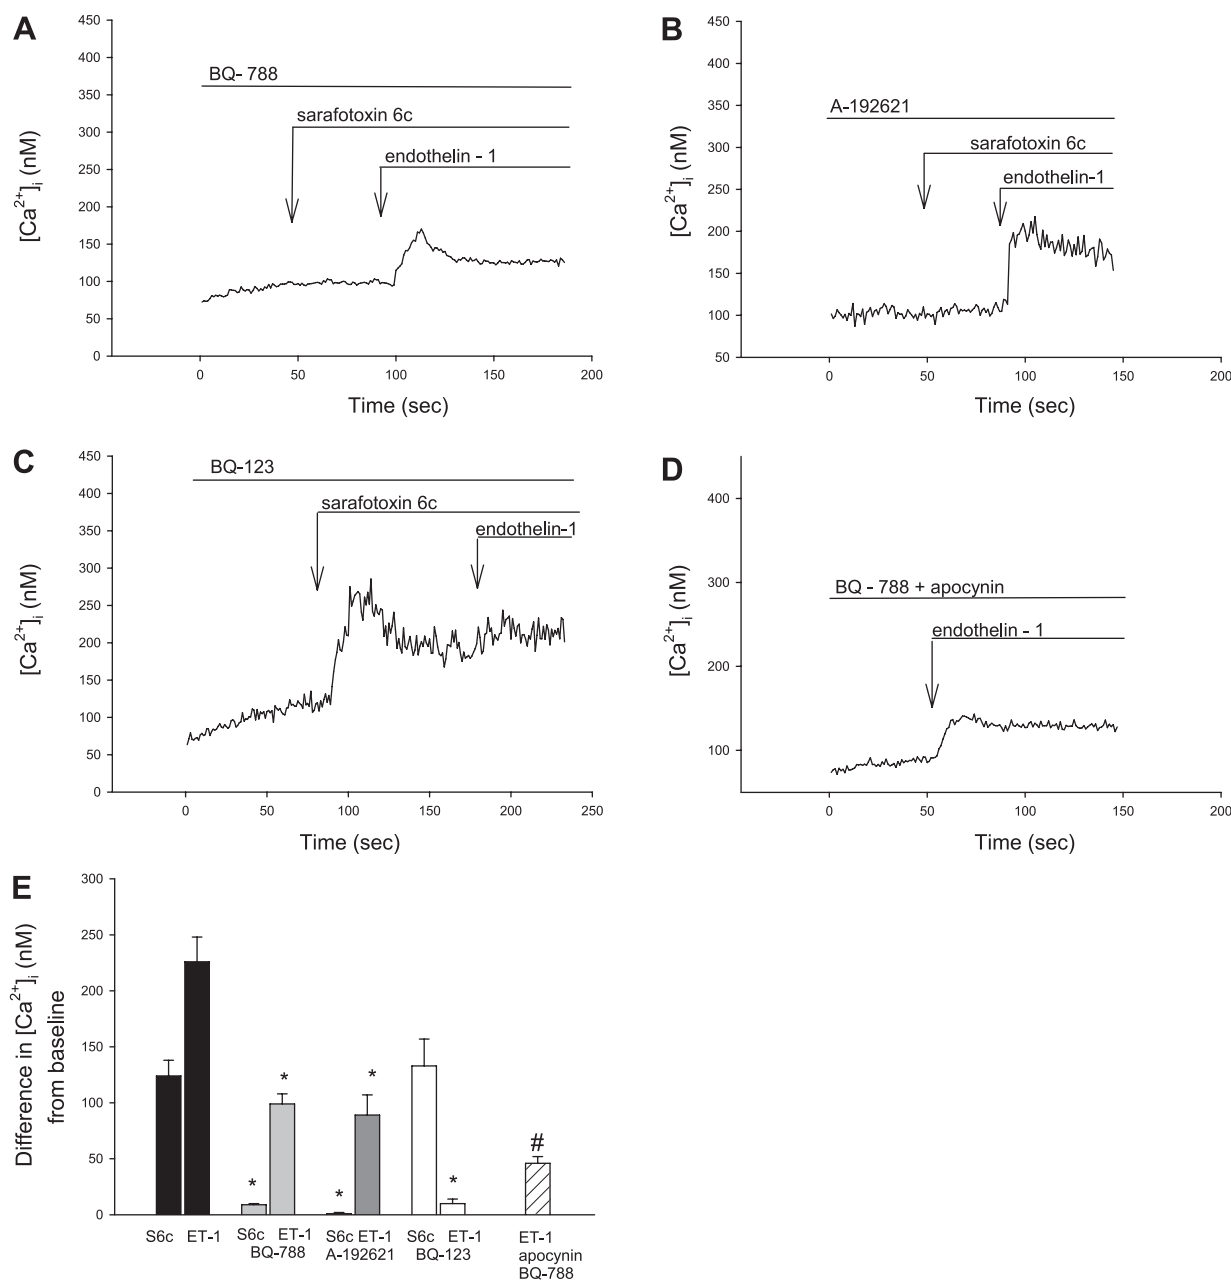 A
450
400
350
300
250
200
150
100
50
0
[Ca2+]i (nM)
BQ- 788
sarafotoxin 6c
endothelin - 1
0 50 100 150 200
Time (sec)
B
450
400
350
300
250
200
150
100
50
[Ca2+]i (nM)
A-192621
sarafotoxin 6c
endothelin-1
0 50 100 150 200
Time (sec)
C
450
400
350
300
250
200
150
100
50
0
[Ca2+]i (nM)
BQ-123
sarafotoxin 6c
endothelin-1
0 50 100 150 200 250
Time (sec)
D
400
300
200
100
[Ca2+]i (nM)
BQ - 788 + apocynin
endothelin - 1
0 50 100 150 200
Time (sec)
E
300
250
200
150
100
50
0
Difference in [Ca2+]i (nM)
from baseline
* * * * * #
S6c ET-1 S6c ET-1 S6c ET-1 S6c ET-1 ET-1
BQ-788 A-192621 BQ-123 apocynin
BQ-788